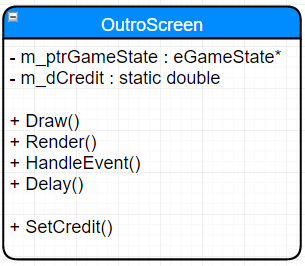 OutroScreen
- m_ptrGameState : eGameState*
- m_dCredit : static double
+ Draw()
+ Render()
+ HandleEvent()
+ Delay()
+ SetCredit()